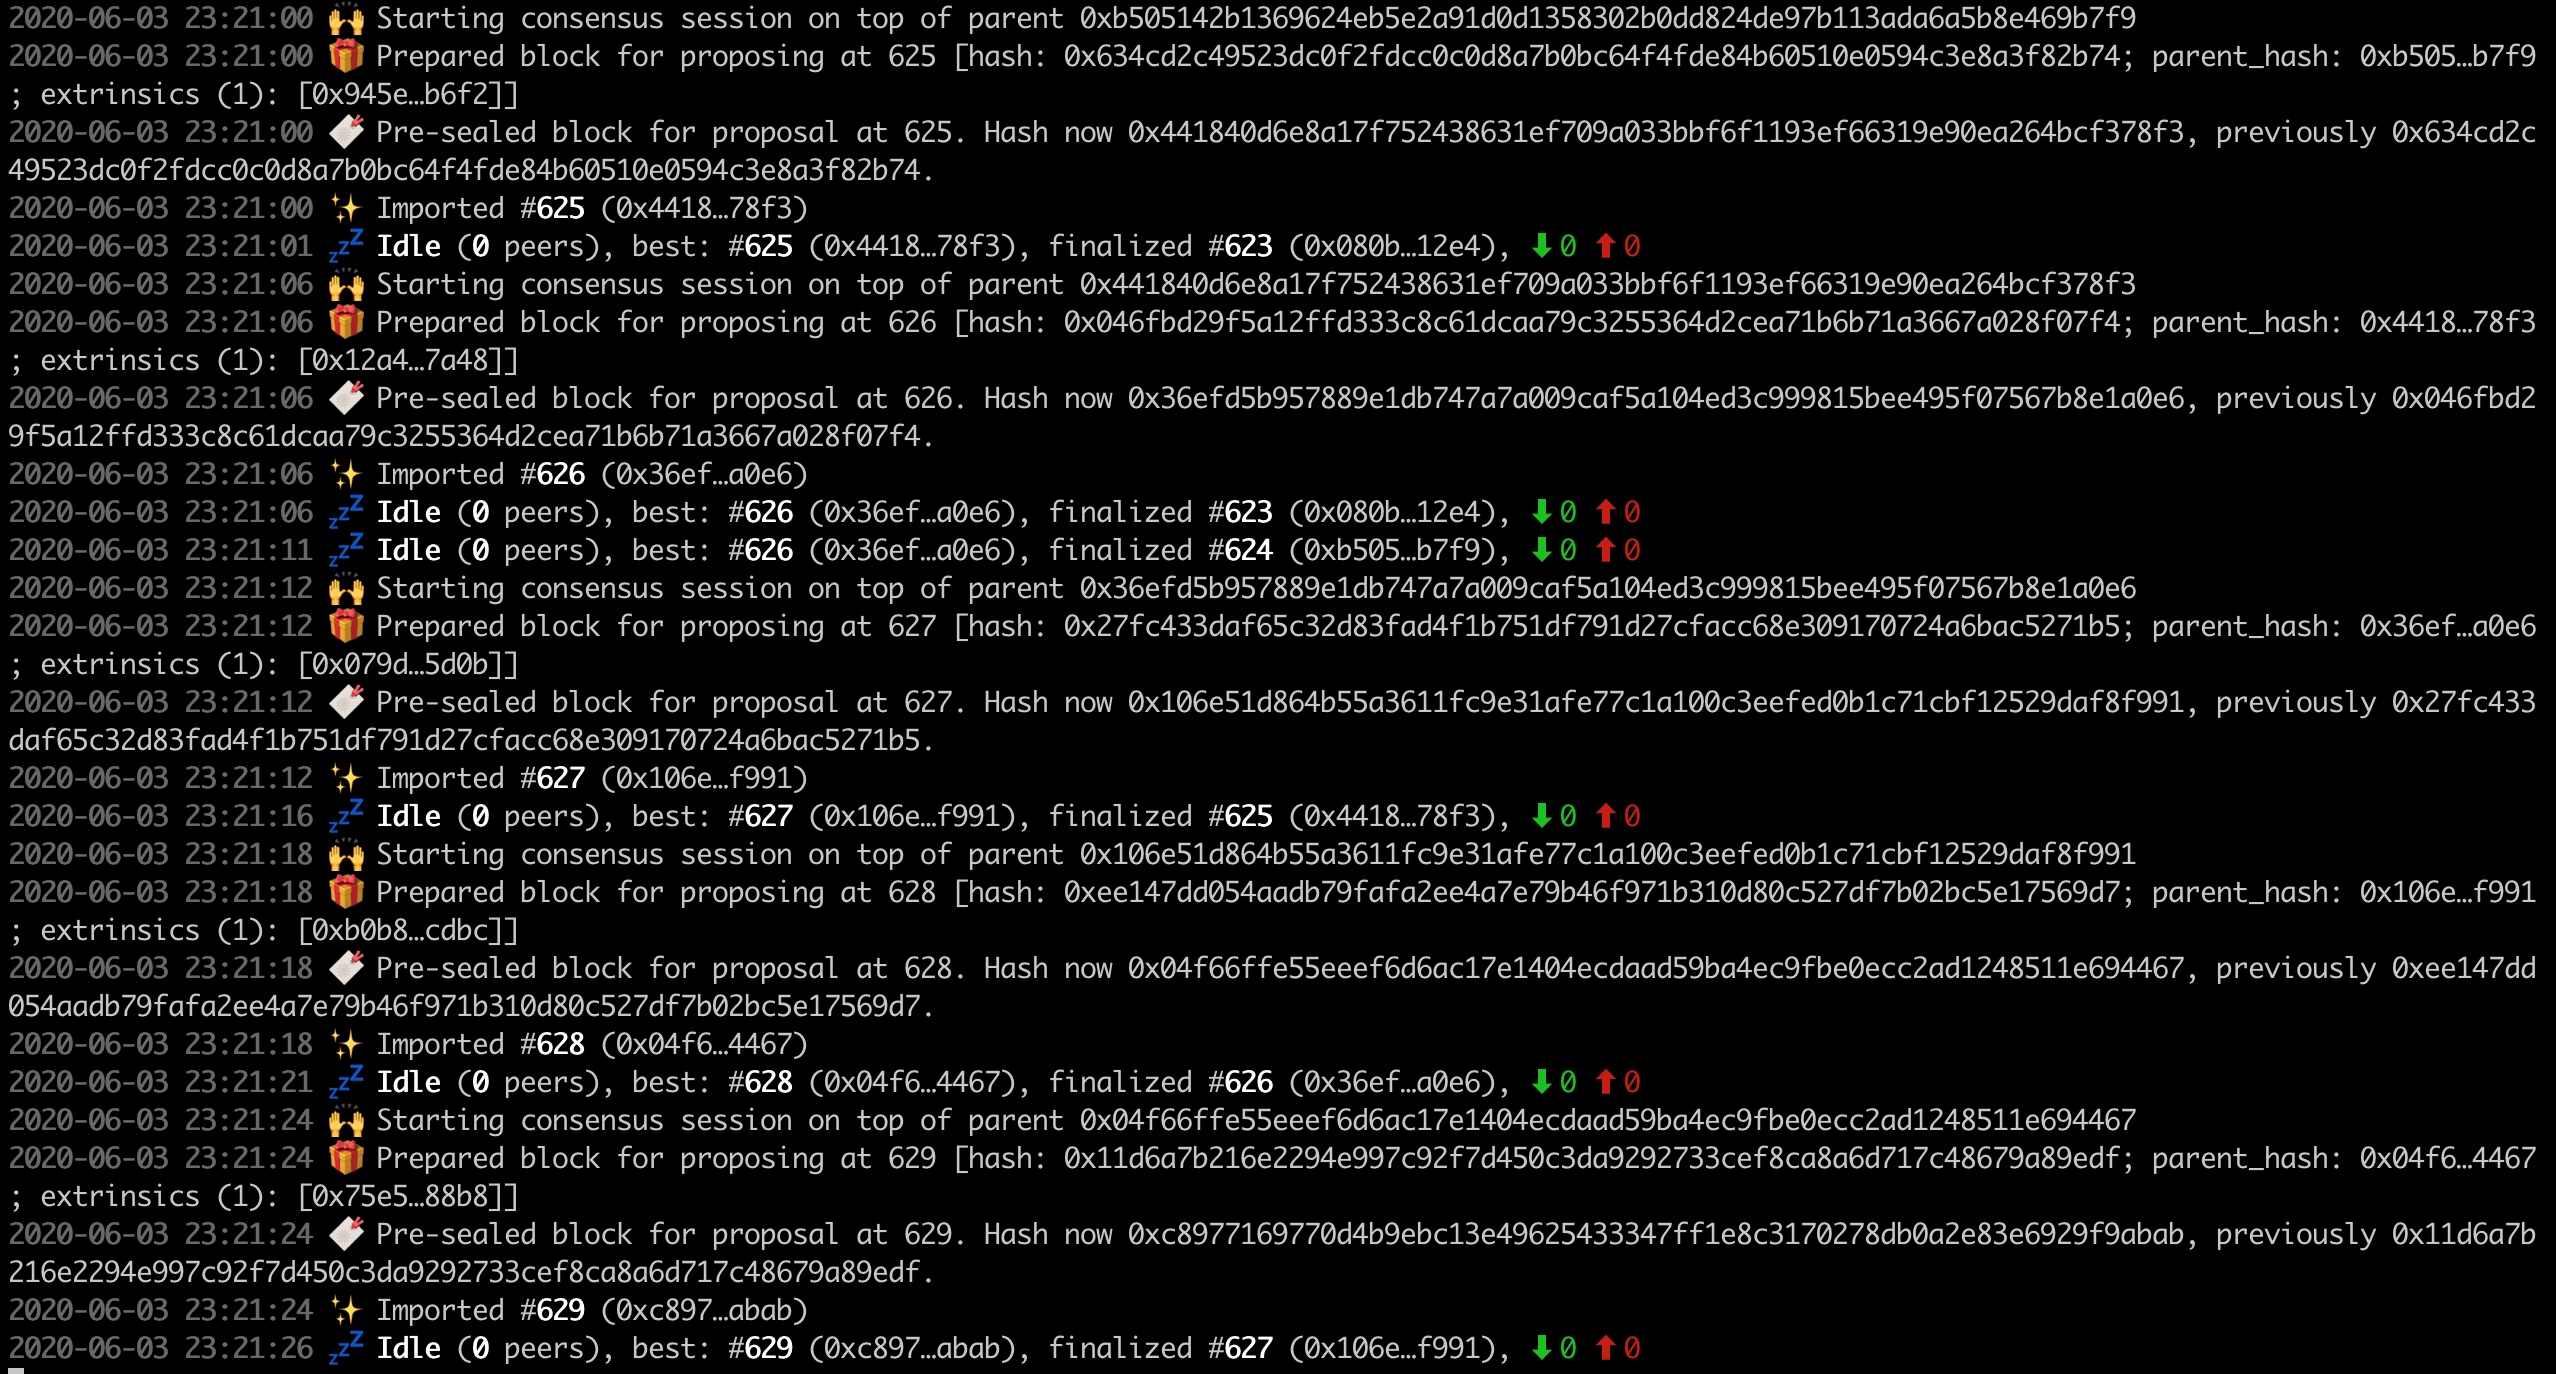 2020-06-03 23:21:00 🙌 Starting consensus session on top of parent 0xb505142b1369624eb5e2a91d0d1358302b0dd824de97b113ada6a5b8e469b7f9
2020-06-03 23:21:00 🎁 Prepared block for proposing at 625 [hash: 0x634cd2c49523dc0f2fdcc0c0d8a7b0bc64f4fde84b60510e0594c3e8a3f82b74; parent_hash: 0xb505…b7f9
; extrinsics (1): [0x945e…b6f2]]
2020-06-03 23:21:00 🔖 Pre-sealed block for proposal at 625. Hash now 0x441840d6e8a17f752438631ef709a033bbf6f1193ef66319e90ea264bcf378f3, previously 0x634cd2c
49523dc0f2fdcc0c0d8a7b0bc64f4fde84b60510e0594c3e8a3f82b74.
2020-06-03 23:21:00 ✨ Imported #625 (0x4418…78f3)
2020-06-03 23:21:01 💤 Idle (0 peers), best: #625 (0x4418…78f3), finalized #623 (0x080b…12e4), ⬇ 0 ⬆ 0
2020-06-03 23:21:06 🙌 Starting consensus session on top of parent 0x441840d6e8a17f752438631ef709a033bbf6f1193ef66319e90ea264bcf378f3
2020-06-03 23:21:06 🎁 Prepared block for proposing at 626 [hash: 0x046fbd29f5a12ffd333c8c61dcaa79c3255364d2cea71b6b71a3667a028f07f4; parent_hash: 0x4418…78f3
; extrinsics (1): [0x12a4…7a48]]
2020-06-03 23:21:06 🔖 Pre-sealed block for proposal at 626. Hash now 0x36efd5b957889e1db747a7a009caf5a104ed3c999815bee495f07567b8e1a0e6, previously 0x046fbd2
9f5a12ffd333c8c61dcaa79c3255364d2cea71b6b71a3667a028f07f4.
2020-06-03 23:21:06 ✨ Imported #626 (0x36ef…a0e6)
2020-06-03 23:21:06 💤 Idle (0 peers), best: #626 (0x36ef…a0e6), finalized #623 (0x080b…12e4), ⬇ 0 ⬆ 0
2020-06-03 23:21:11 💤 Idle (0 peers), best: #626 (0x36ef…a0e6), finalized #624 (0xb505…b7f9), ⬇ 0 ⬆ 0
2020-06-03 23:21:12 🙌 Starting consensus session on top of parent 0x36efd5b957889e1db747a7a009caf5a104ed3c999815bee495f07567b8e1a0e6
2020-06-03 23:21:12 🎁 Prepared block for proposing at 627 [hash: 0x27fc433daf65c32d83fad4f1b751df791d27cfacc68e309170724a6bac5271b5; parent_hash: 0x36ef…a0e6
; extrinsics (1): [0x079d…5d0b]]
2020-06-03 23:21:12 🔖 Pre-sealed block for proposal at 627. Hash now 0x106e51d864b55a3611fc9e31afe77c1a100c3eefed0b1c71cbf12529daf8f991, previously 0x27fc433
daf65c32d83fad4f1b751df791d27cfacc68e309170724a6bac5271b5.
2020-06-03 23:21:12 ✨ Imported #627 (0x106e…f991)
2020-06-03 23:21:16 💤 Idle (0 peers), best: #627 (0x106e…f991), finalized #625 (0x4418…78f3), ⬇ 0 ⬆ 0
2020-06-03 23:21:18 🙌 Starting consensus session on top of parent 0x106e51d864b55a3611fc9e31afe77c1a100c3eefed0b1c71cbf12529daf8f991
2020-06-03 23:21:18 🎁 Prepared block for proposing at 628 [hash: 0xee147dd054aadb79fafa2ee4a7e79b46f971b310d80c527df7b02bc5e17569d7; parent_hash: 0x106e…f991
; extrinsics (1): [0xb0b8…cdbc]]
2020-06-03 23:21:18 🔖 Pre-sealed block for proposal at 628. Hash now 0x04f66ffe55eeef6d6ac17e1404ecdaad59ba4ec9fbe0ecc2ad1248511e694467, previously 0xee147dd
054aadb79fafa2ee4a7e79b46f971b310d80c527df7b02bc5e17569d7.
2020-06-03 23:21:18 ✨ Imported #628 (0x04f6…4467)
2020-06-03 23:21:21 💤 Idle (0 peers), best: #628 (0x04f6…4467), finalized #626 (0x36ef…a0e6), ⬇ 0 ⬆ 0
2020-06-03 23:21:24 🙌 Starting consensus session on top of parent 0x04f66ffe55eeef6d6ac17e1404ecdaad59ba4ec9fbe0ecc2ad1248511e694467
2020-06-03 23:21:24 🎁 Prepared block for proposing at 629 [hash: 0x11d6a7b216e2294e997c92f7d450c3da9292733cef8ca8a6d717c48679a89edf; parent_hash: 0x04f6…4467
; extrinsics (1): [0x75e5…88b8]]
2020-06-03 23:21:24 🔖 Pre-sealed block for proposal at 629. Hash now 0xc8977169770d4b9ebc13e49625433347ff1e8c3170278db0a2e83e6929f9abab, previously 0x11d6a7b
216e2294e997c92f7d450c3da9292733cef8ca8a6d717c48679a89edf.
2020-06-03 23:21:24 ✨ Imported #629 (0xc897…abab)
2020-06-03 23:21:26 💤 Idle (0 peers), best: #629 (0xc897…abab), finalized #627 (0x106e…f991), ⬇ 0 ⬆ 0